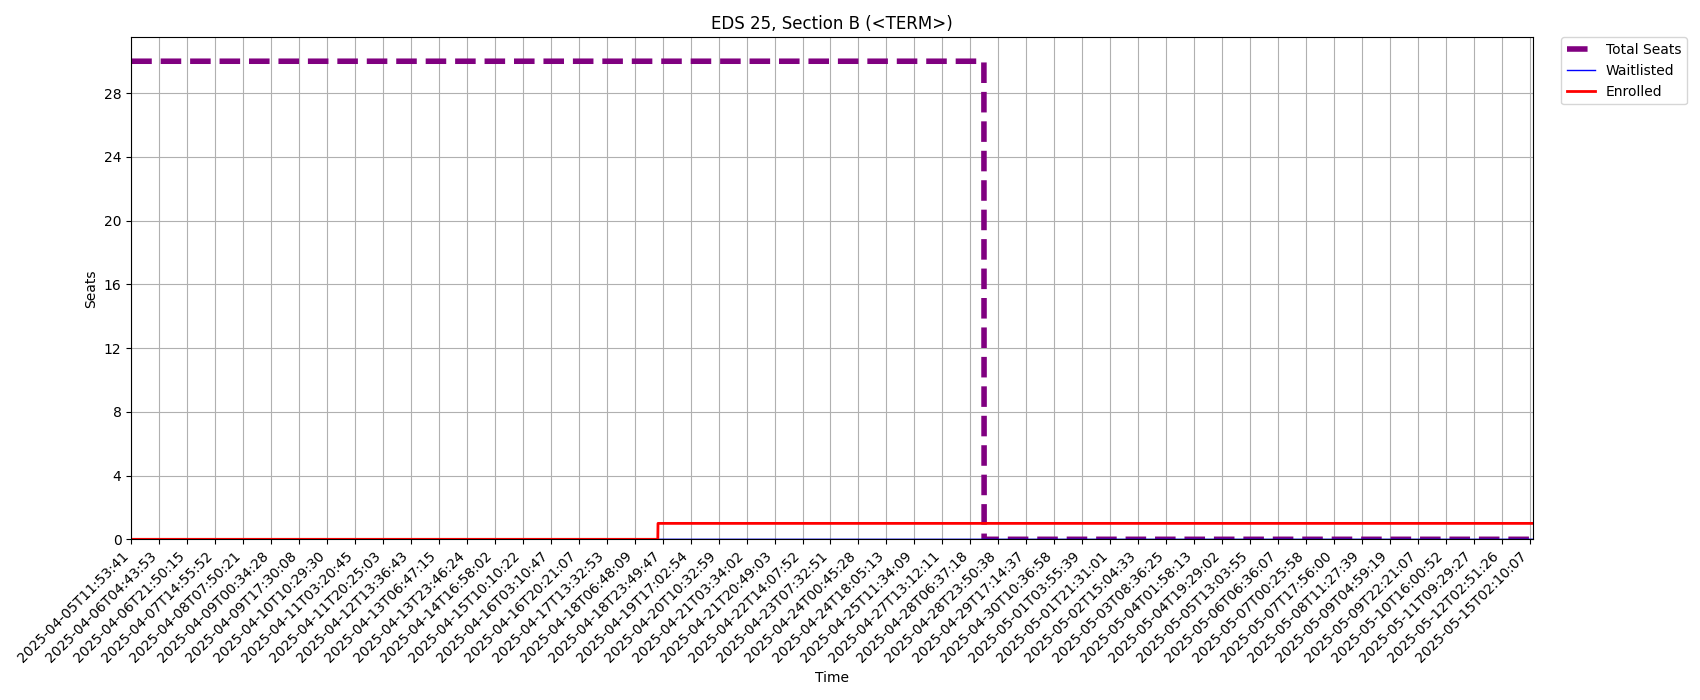 EDS 25, Section B (<TERM>)
Total Seats
Waitlisted
Enrolled
Seats
28
24
20
16
12
8
4
0
2025-04-05T11:53:41
2025-04-06T04:43:53
2025-04-06T21:50:15
2025-04-07T14:55:52
2025-04-08T07:50:21
2025-04-09T00:34:28
2025-04-09T17:30:08
2025-04-10T10:29:30
2025-04-11T03:20:45
2025-04-11T20:25:03
2025-04-12T13:36:43
2025-04-13T06:47:15
2025-04-13T23:46:24
2025-04-14T16:58:02
2025-04-15T10:10:22
2025-04-16T03:10:47
2025-04-16T20:21:07
2025-04-17T13:32:53
2025-04-18T06:48:09
2025-04-18T23:49:47
2025-04-19T17:02:54
2025-04-20T10:32:59
2025-04-21T03:34:02
2025-04-21T20:49:03
2025-04-22T14:07:52
2025-04-23T07:32:51
2025-04-24T00:45:28
2025-04-24T18:05:13
2025-04-25T11:34:09
2025-04-27T13:12:11
2025-04-28T06:37:18
2025-04-28T23:50:38
2025-04-29T17:14:37
2025-04-30T10:36:58
2025-05-01T03:55:39
2025-05-01T21:31:01
2025-05-02T15:04:33
2025-05-03T08:36:25
2025-05-04T01:58:13
2025-05-04T19:29:02
2025-05-05T13:03:55
2025-05-06T06:36:07
2025-05-07T00:25:58
2025-05-07T17:56:00
2025-05-08T11:27:39
2025-05-09T04:59:19
2025-05-09T22:21:07
2025-05-10T16:00:52
2025-05-11T09:29:27
2025-05-12T02:51:26
2025-05-15T02:10:07
Time